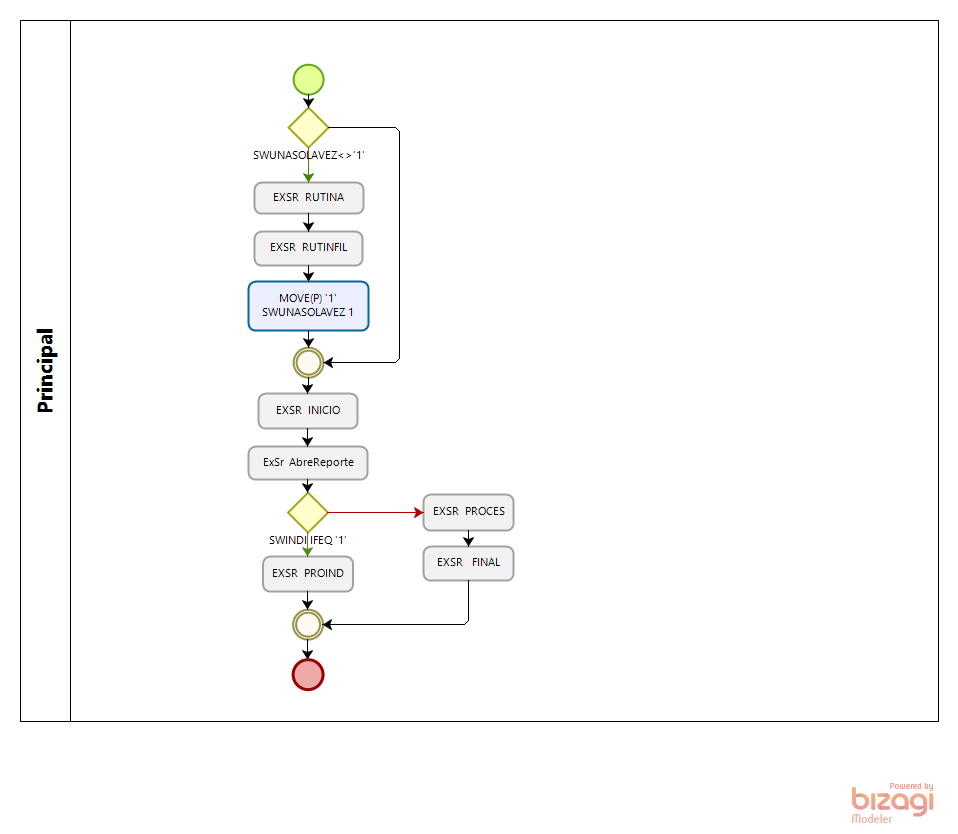 Principal
SWUNASOLAVEZ<>'1'
EXSR RUTINA
EXSR RUTINFIL
MOVE(P) '1'
SWUNASOLAVEZ 1
EXSR INICIO
ExSr AbreReporte
SWINDI IFEQ '1'
EXSR PROCES
EXSR FINAL
EXSR PROIND
Powered by
bizagi
Modeler